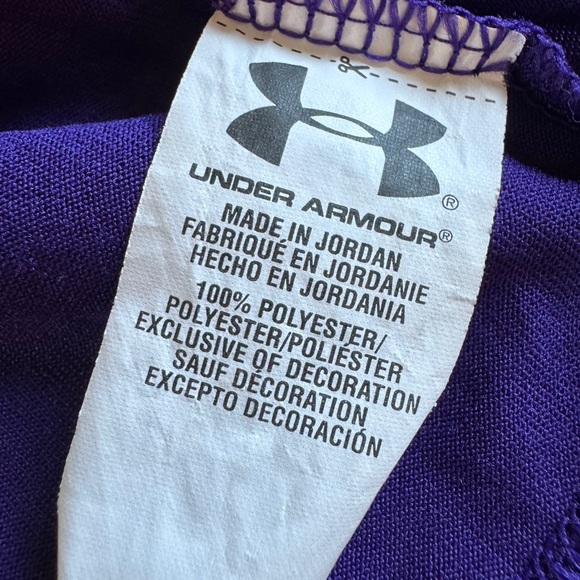 UNDER ARMOUR®
MADE IN JORDAN
FABRIQUÉ EN JORDANIE
HECHO EN JORDANIA
100% POLYESTER/
POLYESTER/POLIÉSTER
EXCLUSIVE OF DECORATION
SAUF DÉCORATION
EXCEPTO DECORACIÓN